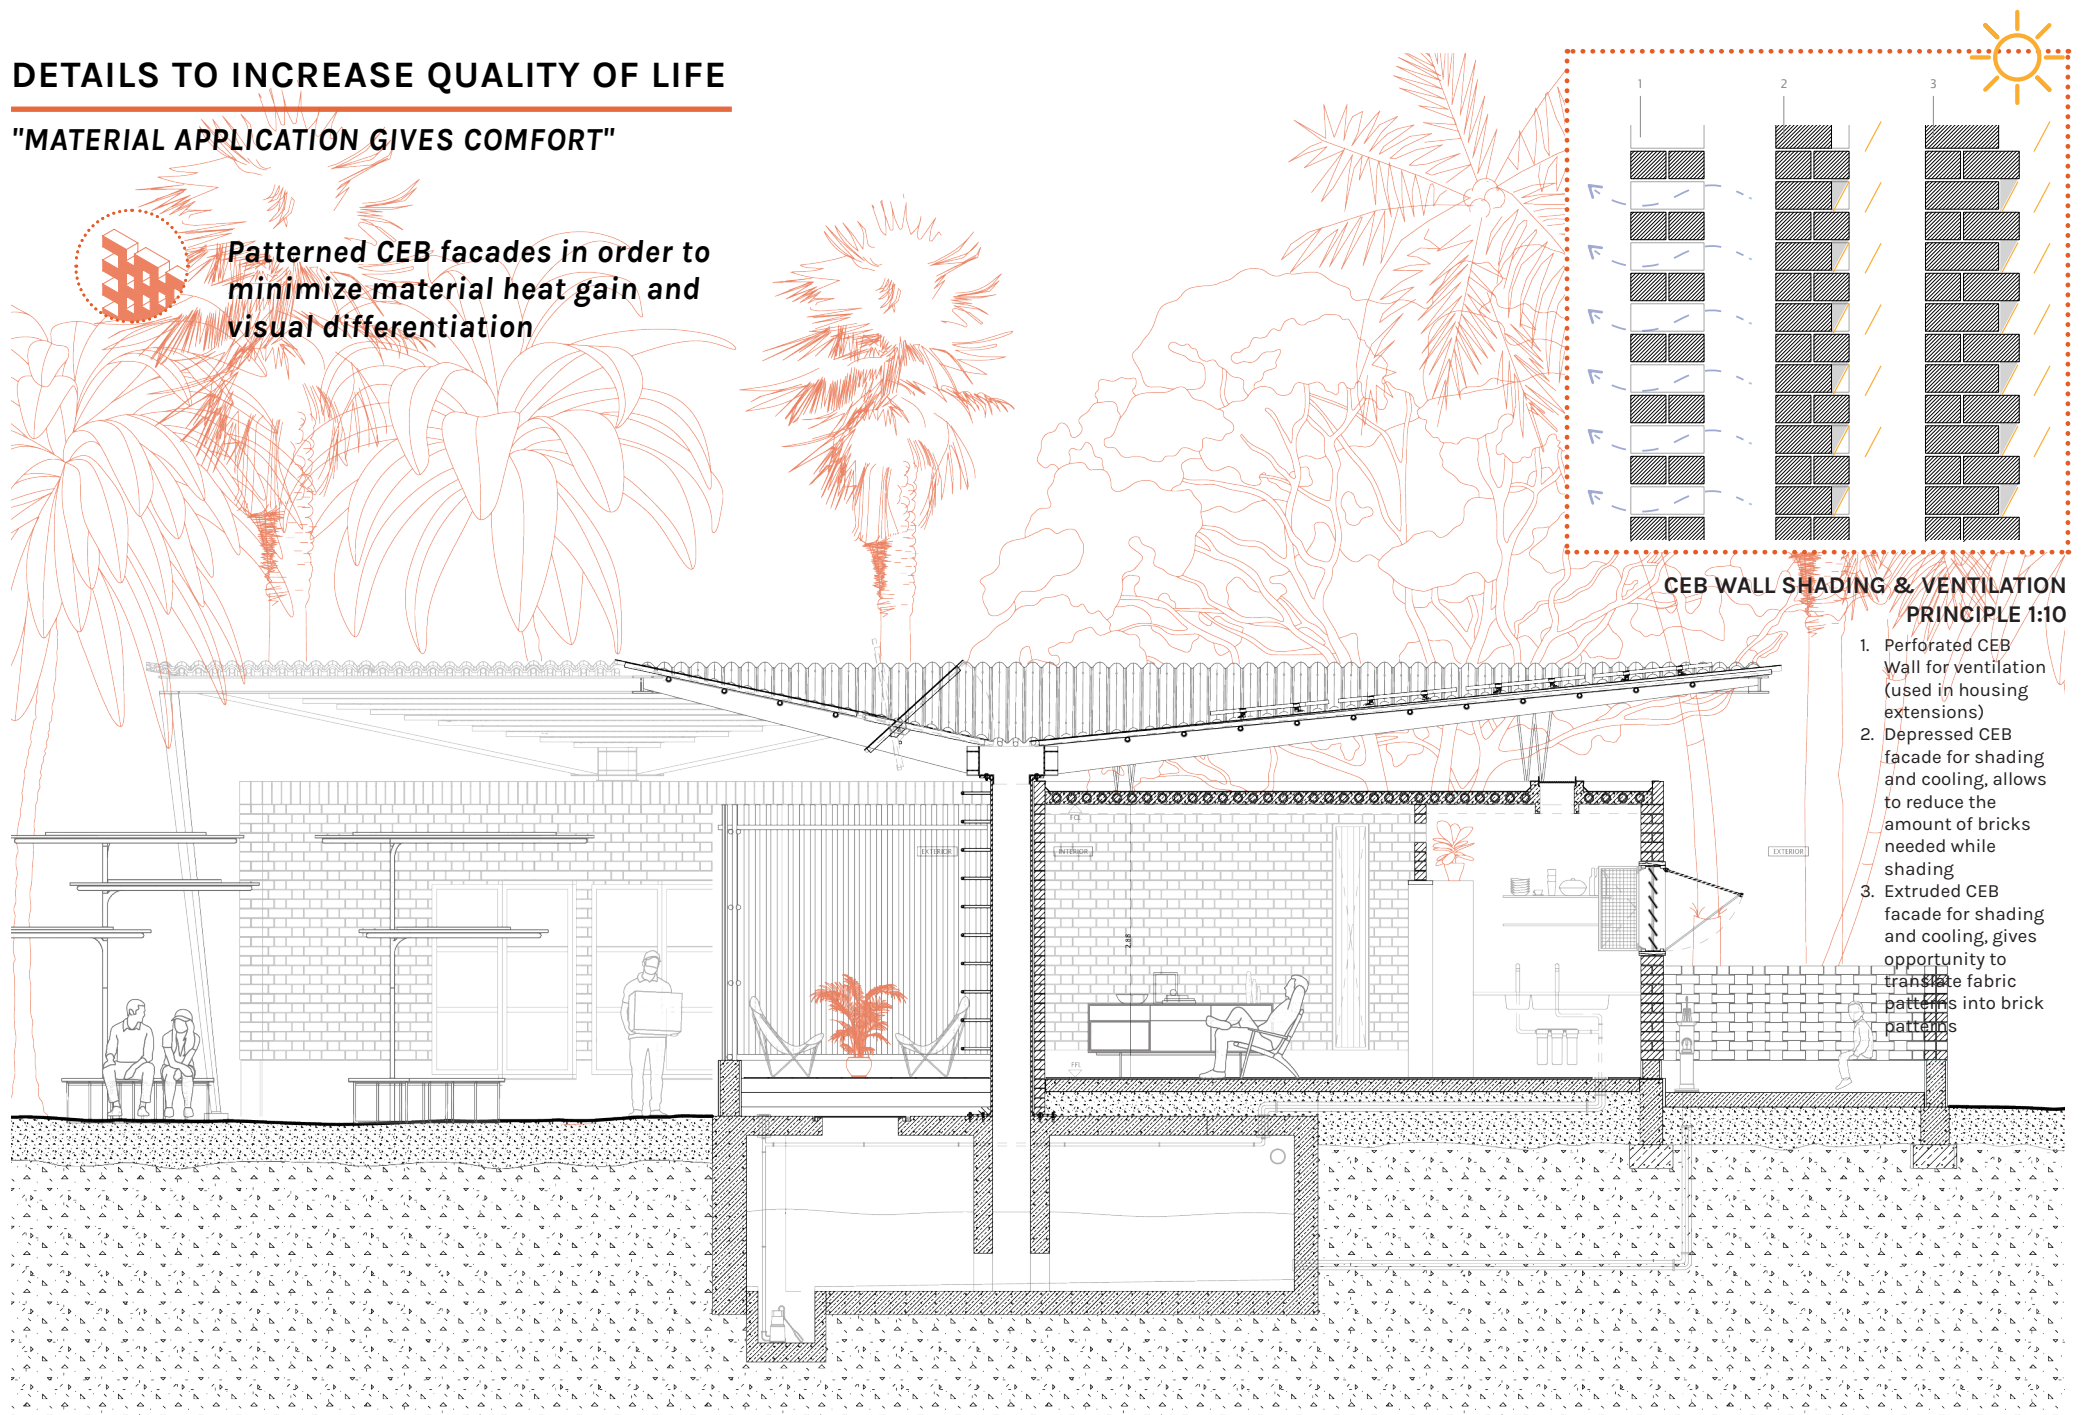 DETAILS TO INCREASE QUALITY OF LIFE
"MATERIAL APPLICATION GIVES COMFORT"
Patterned CEB facades in order to
minimize material heat gain and
visual differentiation
1
2
3
CEB WALL SHADING & VENTILATION
PRINCIPLE 1:10
1. Perforated CEB
Wall for ventilation
(used in housing
extensions)
2. Depressed CEB
facade for shading
and cooling, allows
to reduce the
amount of bricks
needed while
shading
3. Extruded CEB
facade for shading
and cooling, gives
opportunity to
translate fabric
patterns into brick
patterns
FCL
EXTERIOR
INTERIOR
EXTERIOR
2,88
FFL